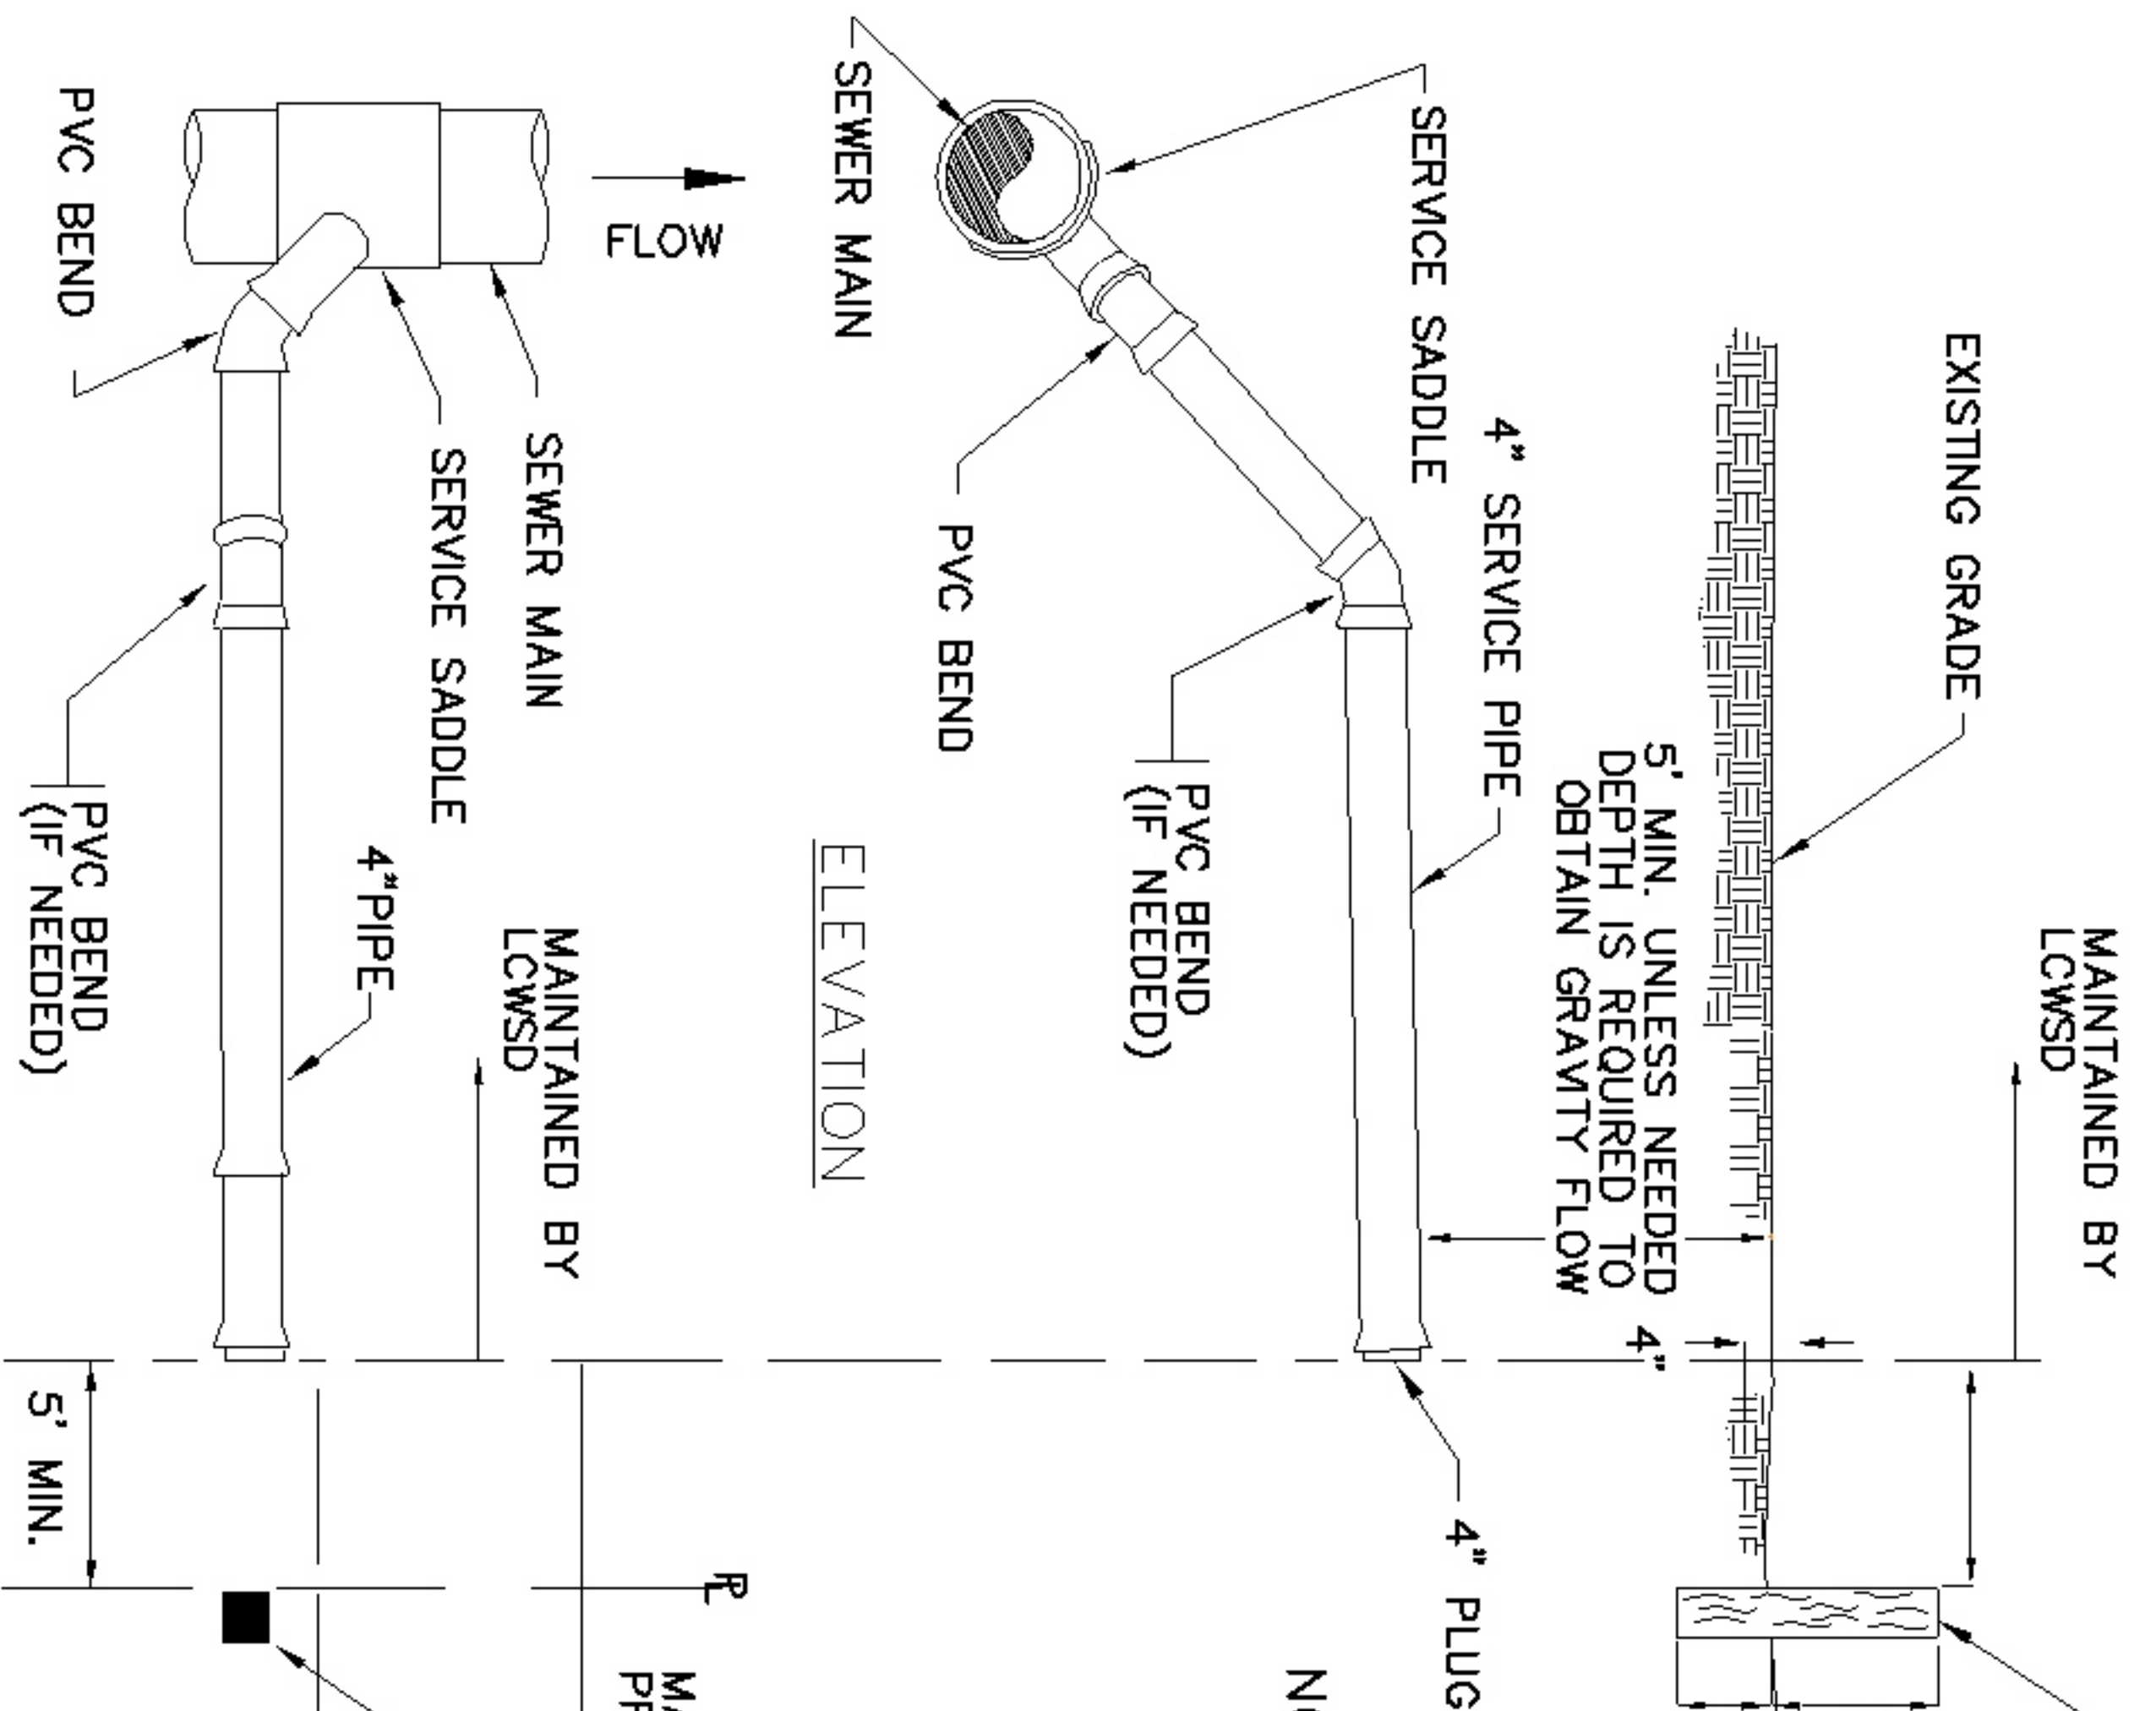 MAINTAINED BY
LCWSD
EXISTING GRADE
5' MIN. UNLESS NEEDED
DEPTH IS REQUIRED TO
OBTAIN GRAVITY FLOW
4"
4" SERVICE PIPE
SERVICE SADDLE
4" PLUG
PVC BEND
(IF NEEDED)
PVC BEND
SEWER MAIN
ELEVATION
FLOW
MAINTAINED BY
LCWSD
SEWER MAIN
SERVICE SADDLE
4"PIPE
PVC BEND
PVC BEND
(IF NEEDED)
5' MIN.
PL